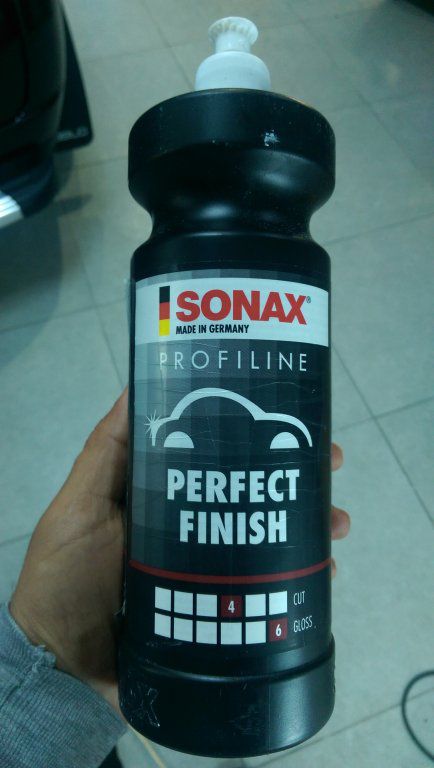 SONAX®
MADE IN GERMANY
PROFILINE
PERFECT
FINISH
4 CUT
6 GLOSS